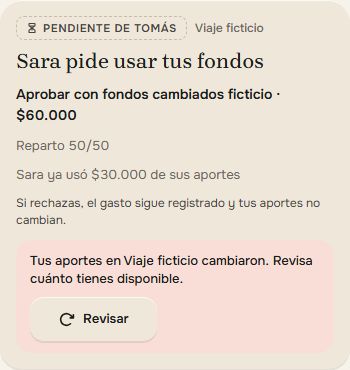 PENDIENTE DE TOMÁS Viaje ficticio
Sara pide usar tus fondos
Aprobar con fondos cambiados ficticio ·
$60.000
Reparto 50/50
Sara ya usó $30.000 de sus aportes
Si rechazas, el gasto sigue registrado y tus aportes no
cambian.
Tus aportes en Viaje ficticio cambiaron. Revisa
cuánto tienes disponible.
Revisar